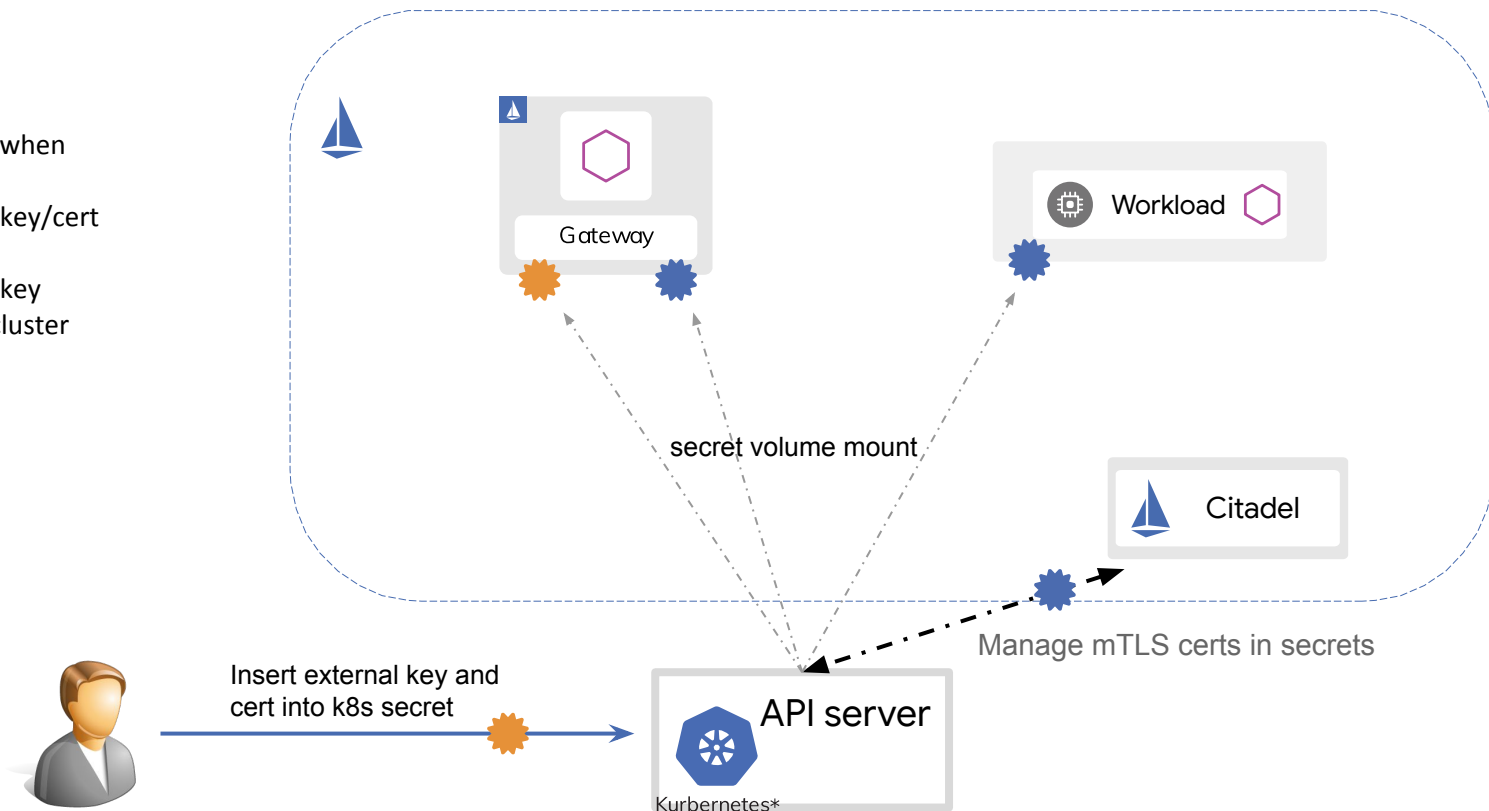 when
key/cert
key
cluster
Gateway
Workload
secret volume mount
Citadel
Manage mTLS certs in secrets
Insert external key and
cert into k8s secret
API server
Kurbernetes*